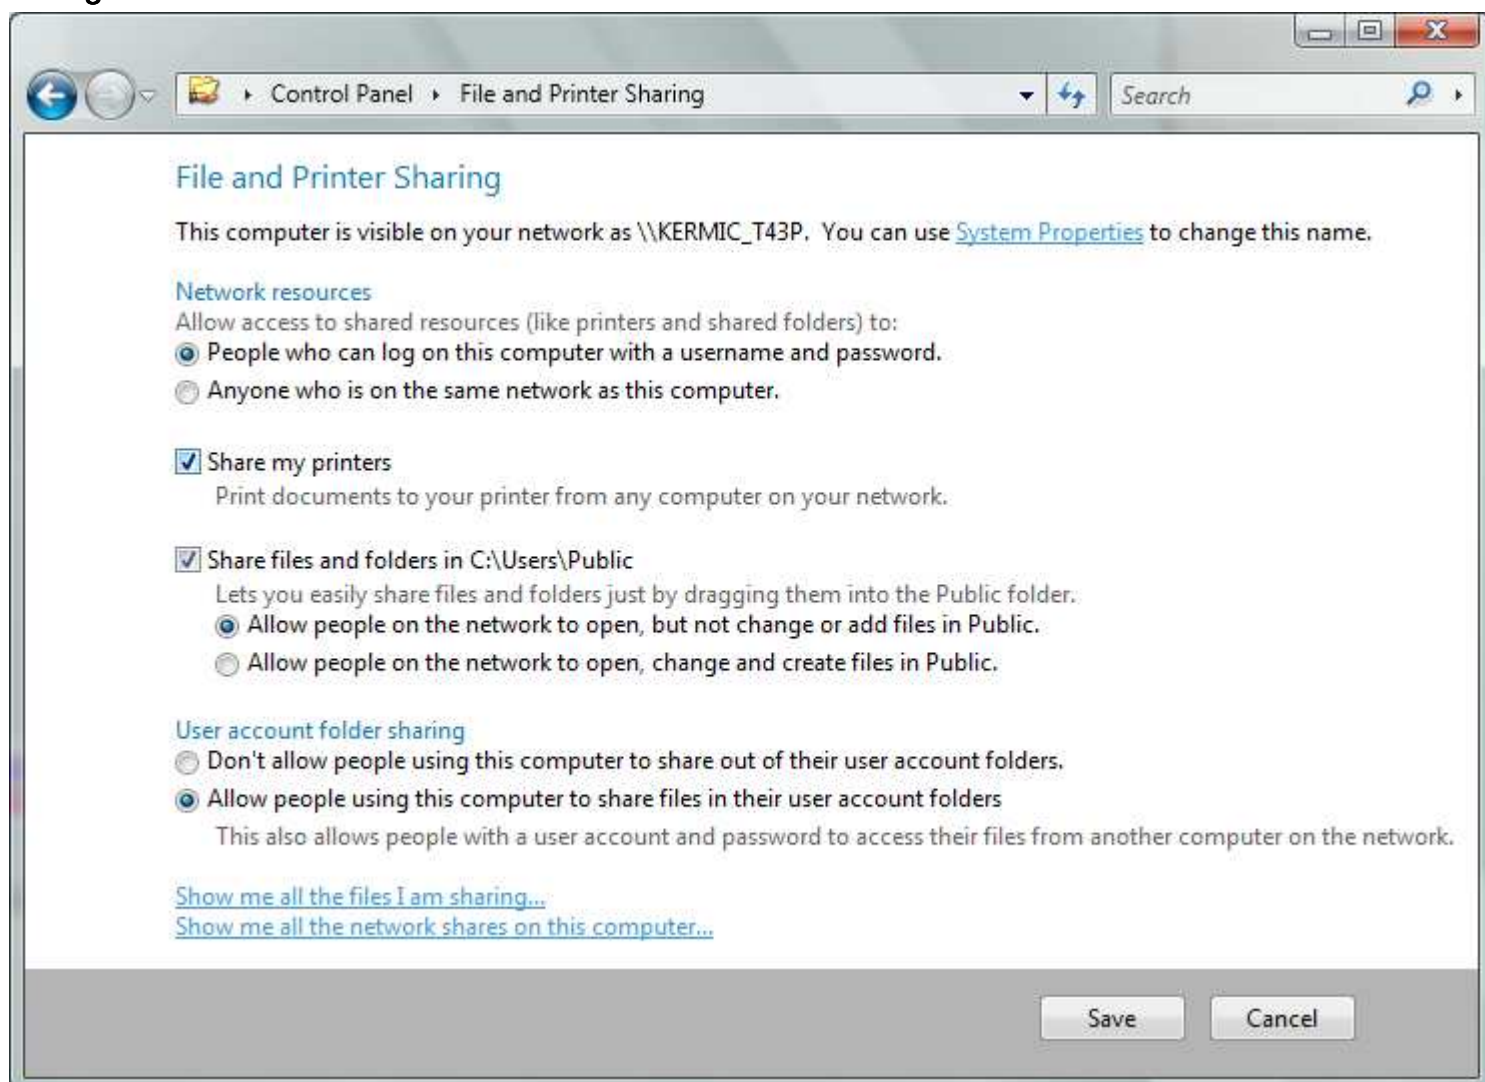 Control Panel File and Printer Sharing
Search
File and Printer Sharing
This computer is visible on your network as \\KERMIC_T43P. You can use System Properties to change this name.
Network resources
Allow access to shared resources (like printers and shared folders) to:
People who can log on this computer with a username and password.
Anyone who is on the same network as this computer.
Share my printers
Print documents to your printer from any computer on your network.
Share files and folders in C:\Users\Public
Lets you easily share files and folders just by dragging them into the Public folder.
Allow people on the network to open, but not change or add files in Public.
Allow people on the network to open, change and create files in Public.
User account folder sharing
Don't allow people using this computer to share out of their user account folders.
Allow people using this computer to share files in their user account folders
This also allows people with a user account and password to access their files from another computer on the network.
Show me all the files I am sharing...
Show me all the network shares on this computer...
Save
Cancel